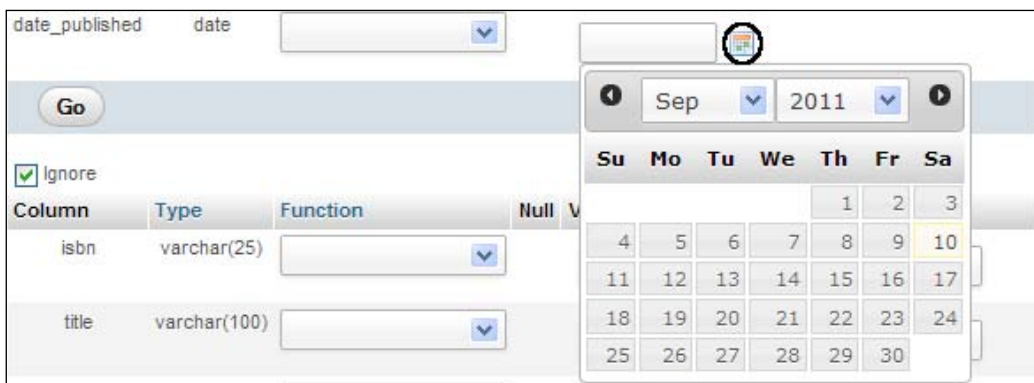 date_published date
Go
Sep 2011
Su Mo Tu We Th Fr Sa
1 2 3
4 5 6 7 8 9 10
11 12 13 14 15 16 17
18 19 20 21 22 23 24
25 26 27 28 29 30
Ignore
Column Type Function Null V
isbn varchar(25)
title varchar(100)